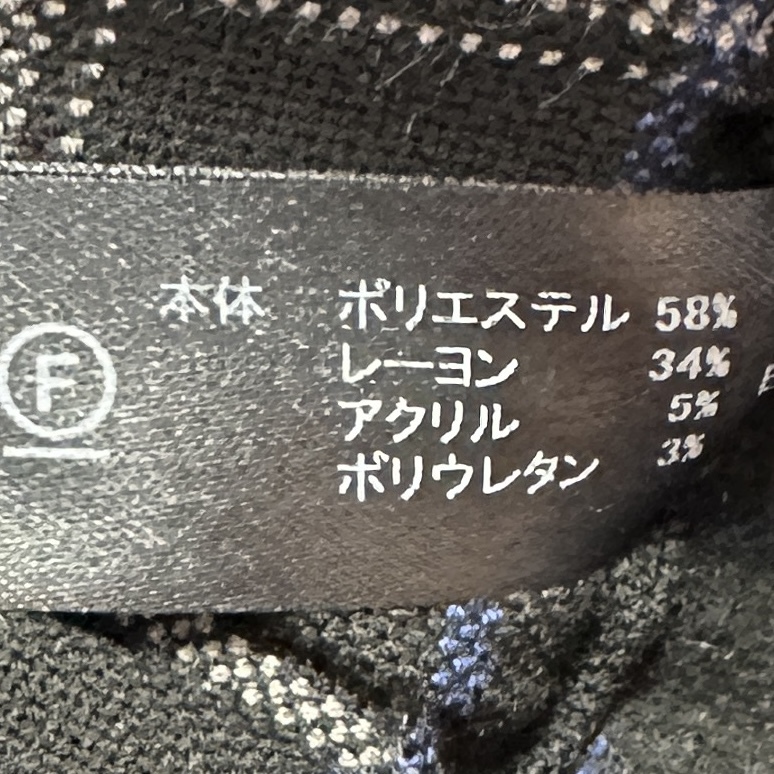 本体 ポリエステル 58%
レーヨン 34%
アクリル 5%
ポリウレタン 3%
F